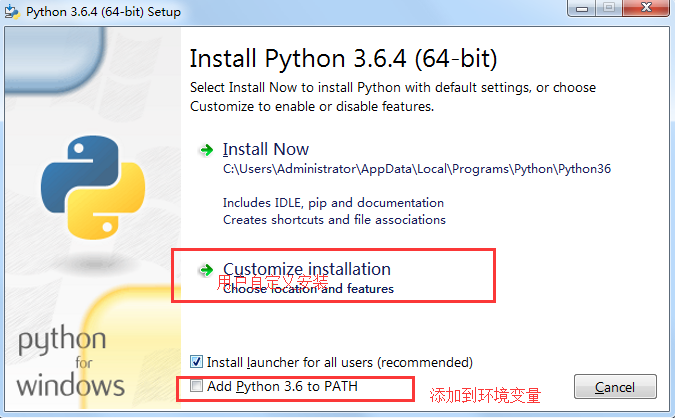 Python 3.6.4 (64-bit) Setup
Install Python 3.6.4 (64-bit)
Select Install Now to install Python with default settings, or choose
Customize to enable or disable features.
Install Now
C:\Users\Administrator\AppData\Local\Programs\Python\Python36
Includes IDLE, pip and documentation
Creates shortcuts and file associations
Customize installation
用户自定义安装
Choose location and features
python
for
windows
Install launcher for all users (recommended)
Add Python 3.6 to PATH
添加到环境变量
Cancel